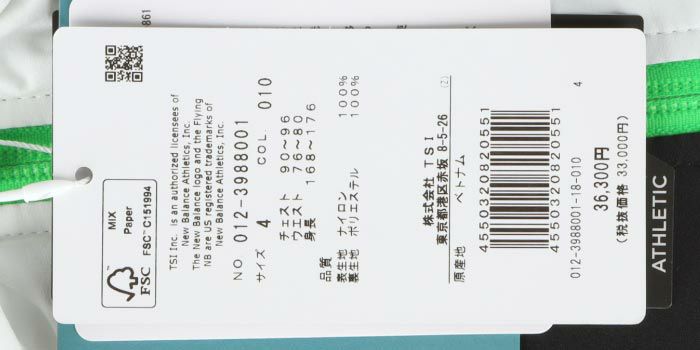 MIX
Paper
FSC™ C151994
FSC
TSI Inc. is an authorized licensees of
New Balance Athletics, Inc.
The New Balance logo and the Flying
NB are US registered trademarks of
New Balance Athletics, Inc.
NO 012-3988001
サイズ 4 COL 010
チェスト 90~96
ウエスト 76~80
身長 168~176
品質
表生地 ナイロン 100%
裏生地 ポリエステル 100%
(2)
株式会社 TSI
東京都港区赤坂 8-5-26
原産地 ベトナム
4550320820551
4550320820551
012-3988001-18-010
4
36,300円
(税抜価格 33,000円)
ATHLETIC
0861